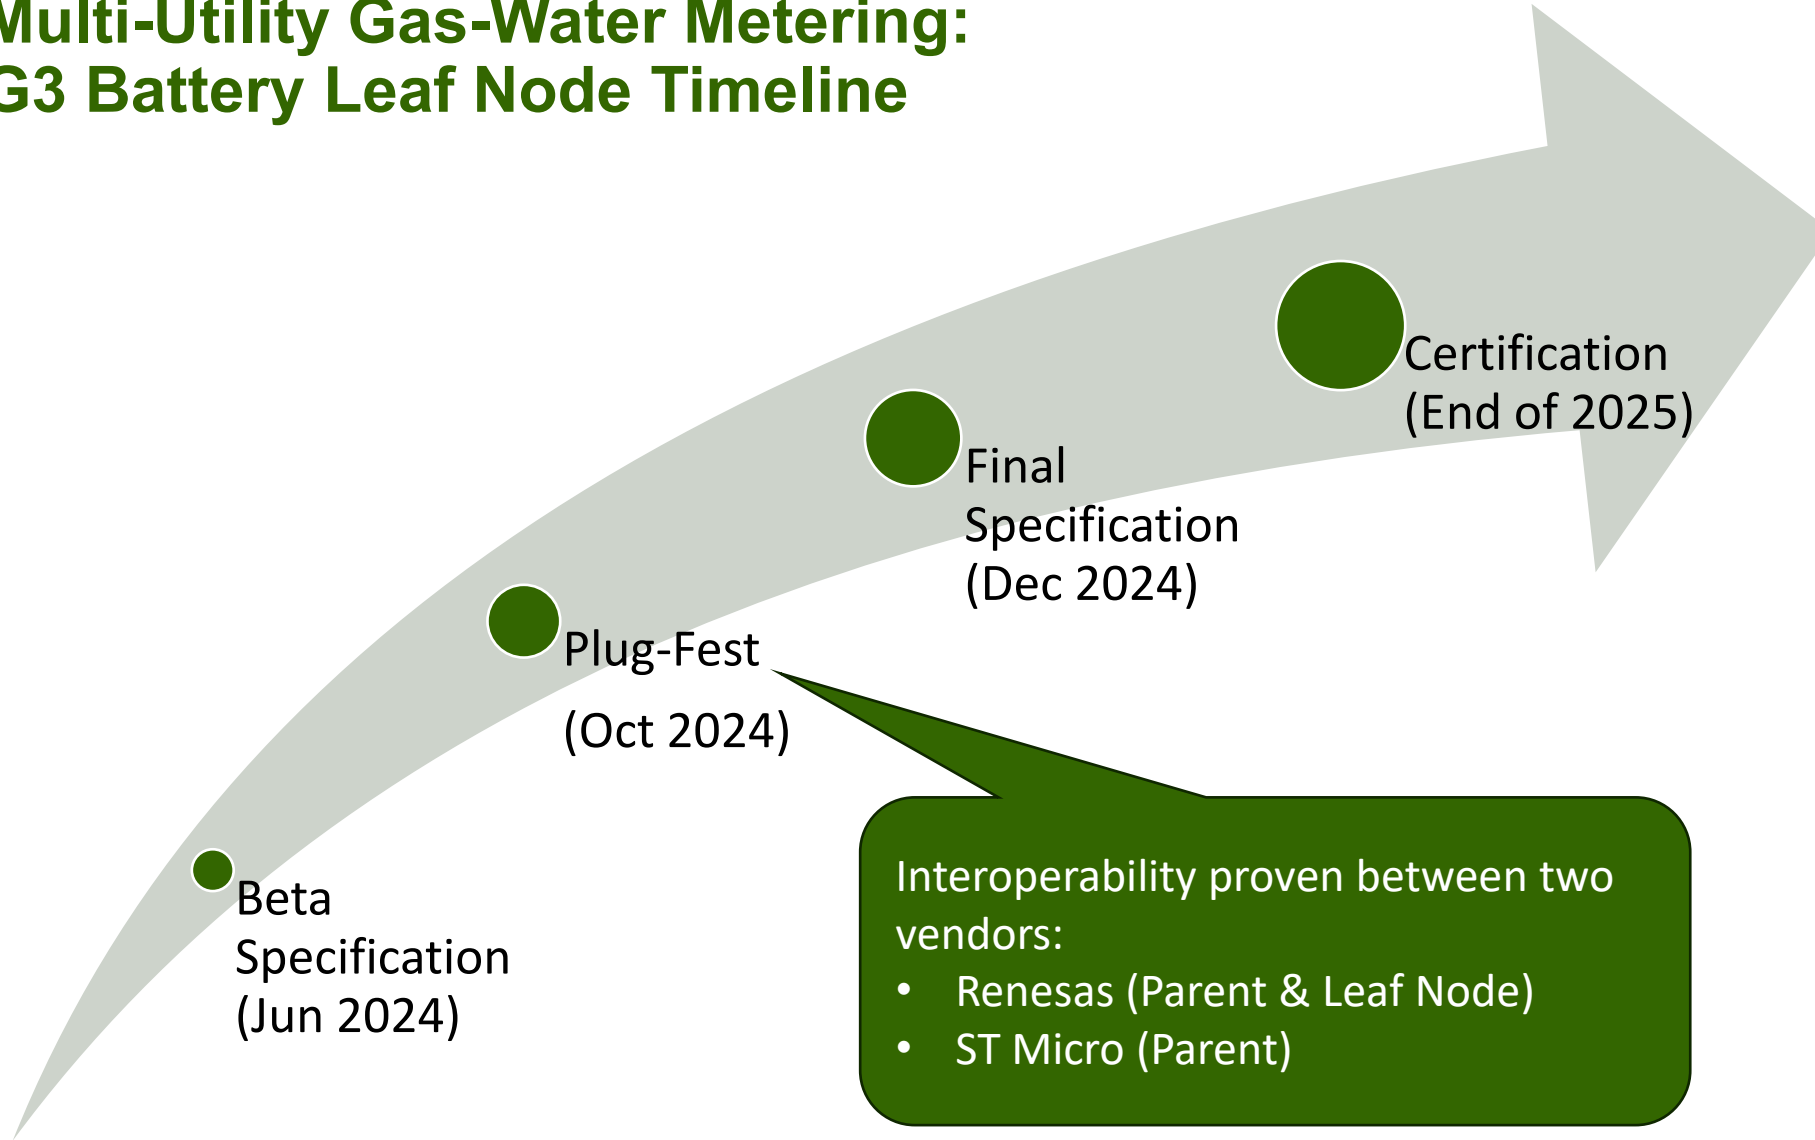 Multi-Utility Gas-Water Metering:
G3 Battery Leaf Node Timeline
Certification
(End of 2025)
Final
Specification
(Dec 2024)
Plug-Fest
(Oct 2024)
Beta
Specification
(Jun 2024)
Interoperability proven between two
vendors:
• Renesas (Parent & Leaf Node)
• ST Micro (Parent)